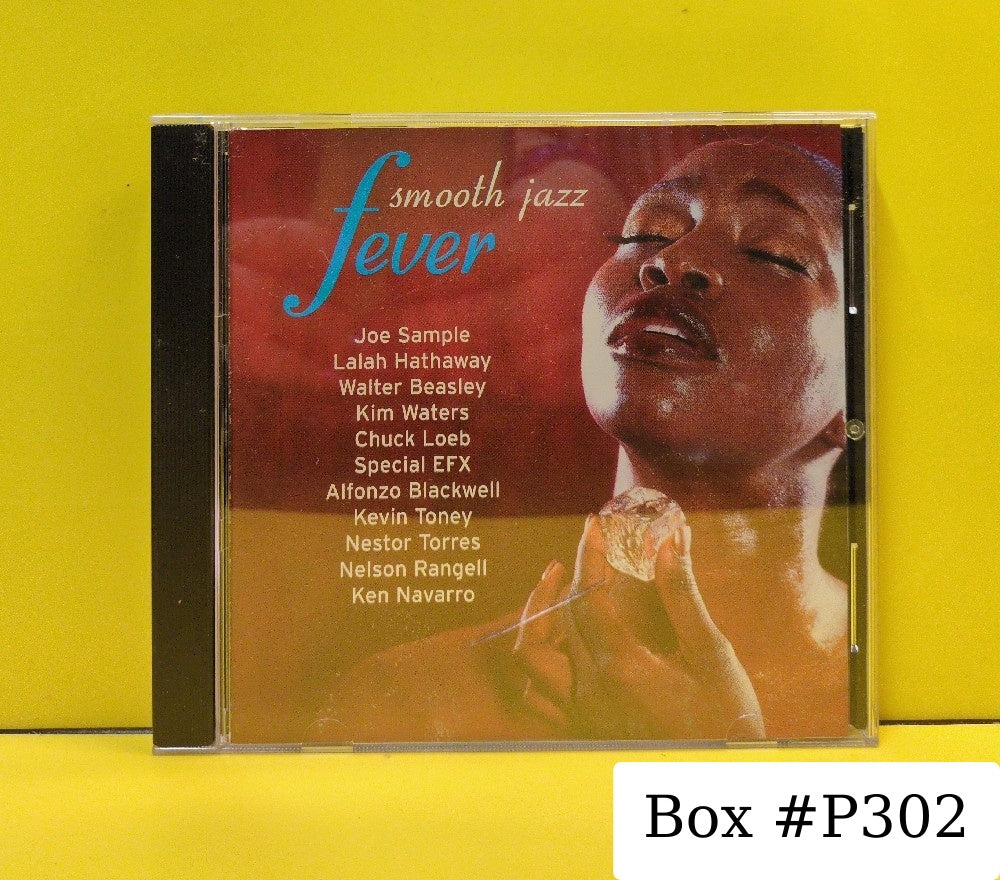 smooth jazz
fever
Joe Sample
Lalah Hathaway
Walter Beasley
Kim Waters
Chuck Loeb
Special EFX
Alfonzo Blackwell
Kevin Toney
Nestor Torres
Nelson Rangell
Ken Navarro
Box #P302